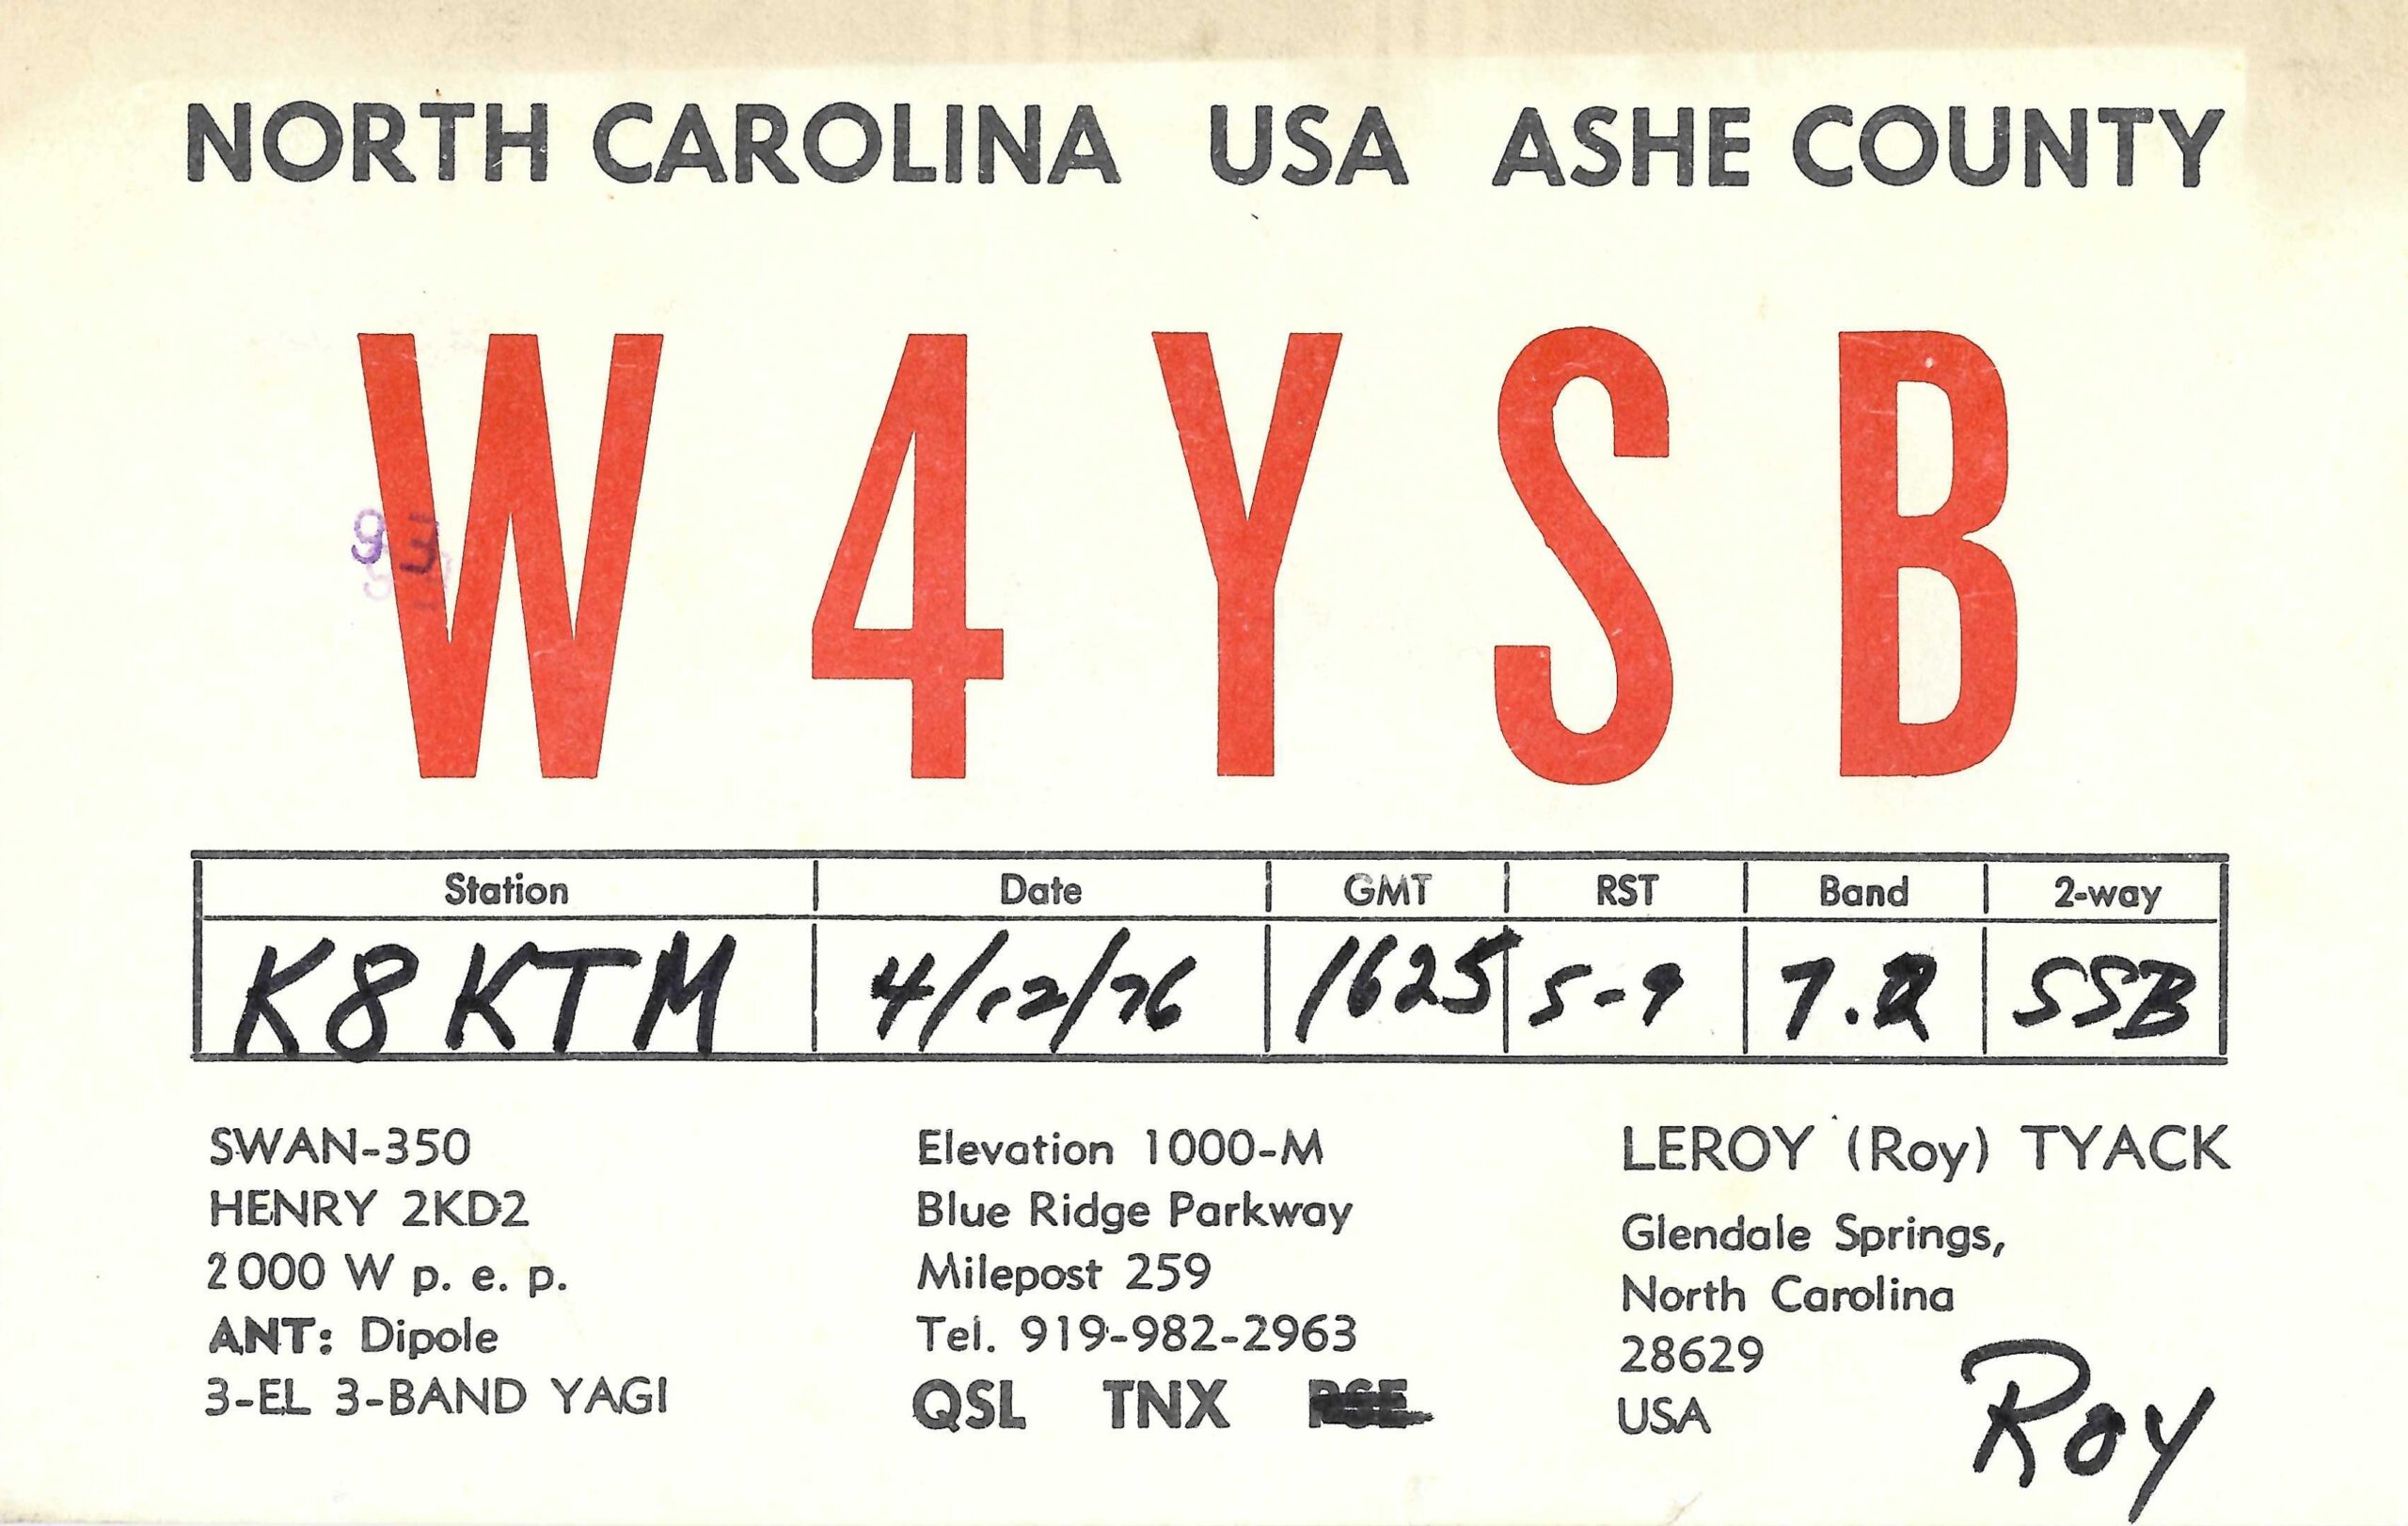 NORTH CAROLINA USA ASHE COUNTY
W4YSB
Station Date GMT RST Band 2-way
K8KTM 4/12/76 1625 5-9 7.2 SSB
SWAN-350
HENRY 2KD2
2000 W p. e. p.
ANT: Dipole
3-EL 3-BAND YAGI
Elevation 1000-M
Blue Ridge Parkway
Milepost 259
Tel. 919-982-2963
QSL TNX PSE
LEROY (Roy) TYACK
Glendale Springs,
North Carolina
28629
USA
Roy